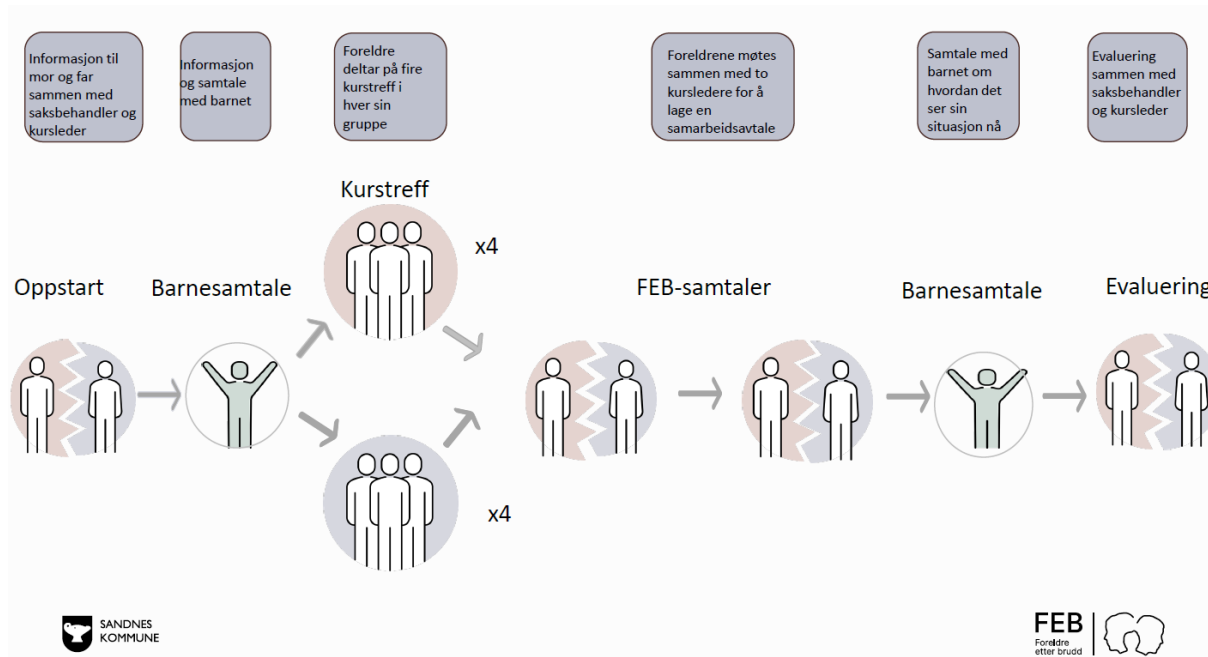 Informasjon til
mor og far
sammen med
saksbehandler og
kursleder
Informasjon
og samtale
med barnet
Foreldre
deltar på fire
kurstreff i
hver sin
gruppe
Foreldrene møtes
sammen med to
kursledere for å
lage en
samarbeidsavtale
Samtale med
barnet om
hvordan det
ser sin
situasjon nå
Evaluering
sammen med
saksbehandler
og kursleder
Kurstreff
x4
Oppstart
Barnesamtale
FEB-samtaler
Barnesamtale
Evaluering
x4
SANDNES
KOMMUNE
FEB
Foreldre
etter brudd